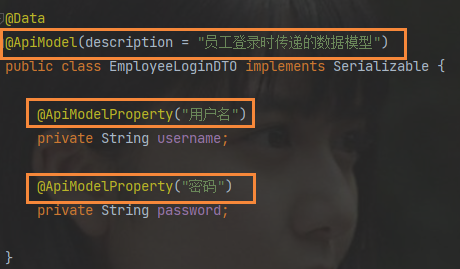 @Data
@ApiModel(description = "员工登录时传递的数据模型")
public class EmployeeLoginDTO implements Serializable {
@ApiModelProperty("用户名")
private String username;
@ApiModelProperty("密码")
private String password;
}